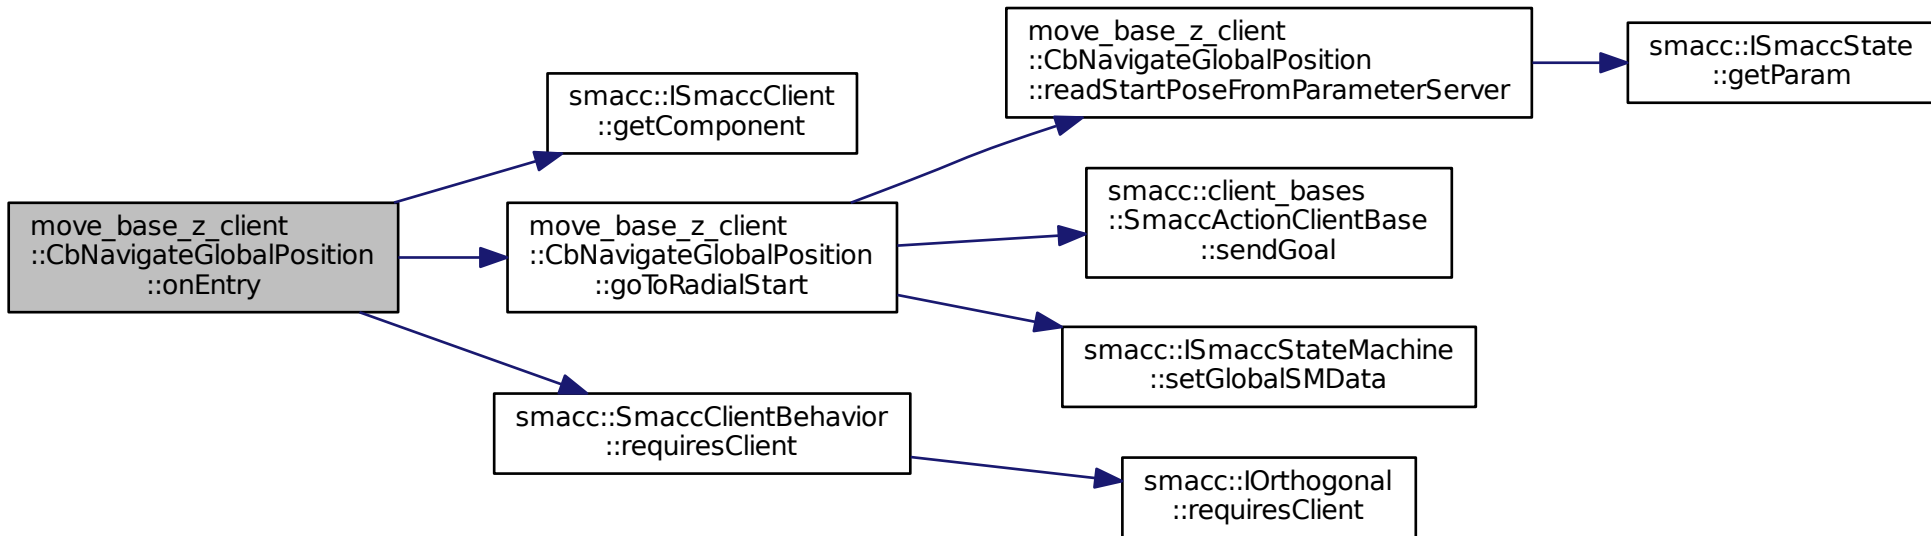 move_base_z_client
::CbNavigateGlobalPosition
::onEntry
smacc::ISmaccClient
::getComponent
move_base_z_client
::CbNavigateGlobalPosition
::goToRadialStart
smacc::SmaccClientBehavior
::requiresClient
move_base_z_client
::CbNavigateGlobalPosition
::readStartPoseFromParameterServer
smacc::client_bases
::SmaccActionClientBase
::sendGoal
smacc::ISmaccStateMachine
::setGlobalSMData
smacc::IOrthogonal
::requiresClient
smacc::ISmaccState
::getParam